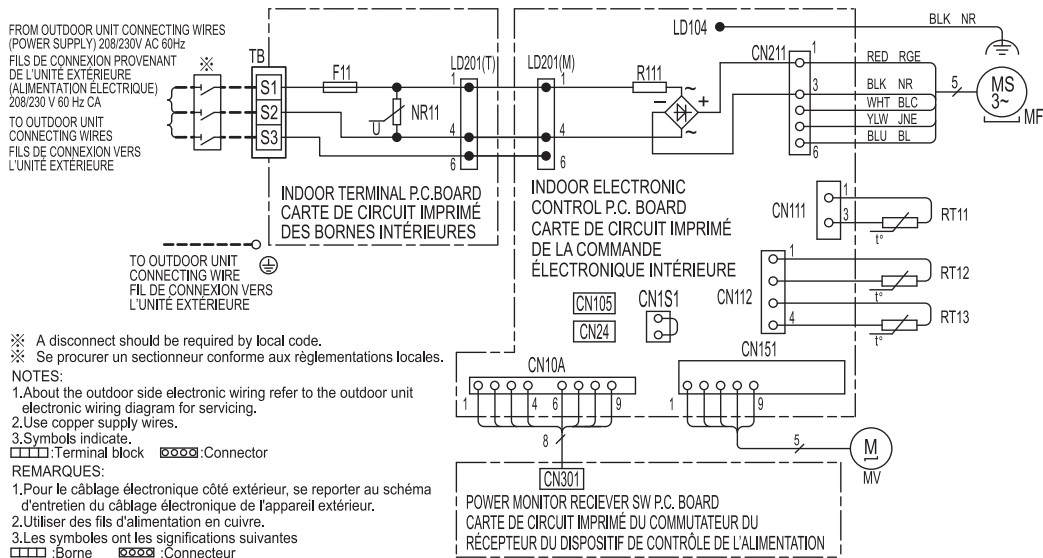 FROM OUTDOOR UNIT CONNECTING WIRES
(POWER SUPPLY) 208/230V AC 60Hz
FILS DE CONNEXION PROVENANT
DE L'UNITÉ EXTÉRIEURE
(ALIMENTATION ÉLECTRIQUE)
208/230 V 60 Hz CA
TO OUTDOOR UNIT
CONNECTING WIRES
FILS DE CONNEXION VERS
L'UNITÉ EXTÉRIEURE
※
TB
S1
S2
S3
F11
NR11
U
LD201(T)
1
4
6
LD201(M)
1
4
6
INDOOR TERMINAL P.C.BOARD
CARTE DE CIRCUIT IMPRIMÉ
DES BORNES INTÉRIEURES
R111
~
− +
~
LD104
CN211
1
3
6
BLK NR
RED RGE
BLK NR
WHT BLC
YLW JNE
BLU BL
5
MS
3~
MF
INDOOR ELECTRONIC
CONTROL P.C. BOARD
CARTE DE CIRCUIT IMPRIMÉ
DE LA COMMANDE
ÉLECTRONIQUE INTÉRIEURE
CN111
1
3
t°
RT11
CN112
1
4
t°
RT12
t°
RT13
CN105
CN24
CN1S1
TO OUTDOOR UNIT
CONNECTING WIRE
FIL DE CONNEXION VERS
L'UNITÉ EXTÉRIEURE
CN10A
1 4 6 9
8
CN301
CN151
1 9
5
M
MV
POWER MONITOR RECIEVER SW P.C. BOARD
CARTE DE CIRCUIT IMPRIMÉ DU COMMUTATEUR DU
RÉCEPTEUR DU DISPOSITIF DE CONTRÔLE DE L'ALIMENTATION
※ A disconnect should be required by local code.
※ Se procurer un sectionneur conforme aux règlementations locales.
NOTES:
1.About the outdoor side electronic wiring refer to the outdoor unit
electronic wiring diagram for servicing.
2.Use copper supply wires.
3.Symbols indicate.
:Terminal block :Connector
REMARQUES:
1.Pour le câblage électronique côté extérieur, se reporter au schéma
d'entretien du câblage électronique de l'appareil extérieur.
2.Utiliser des fils d'alimentation en cuivre.
3.Les symboles ont les significations suivantes
:Borne :Connecteur